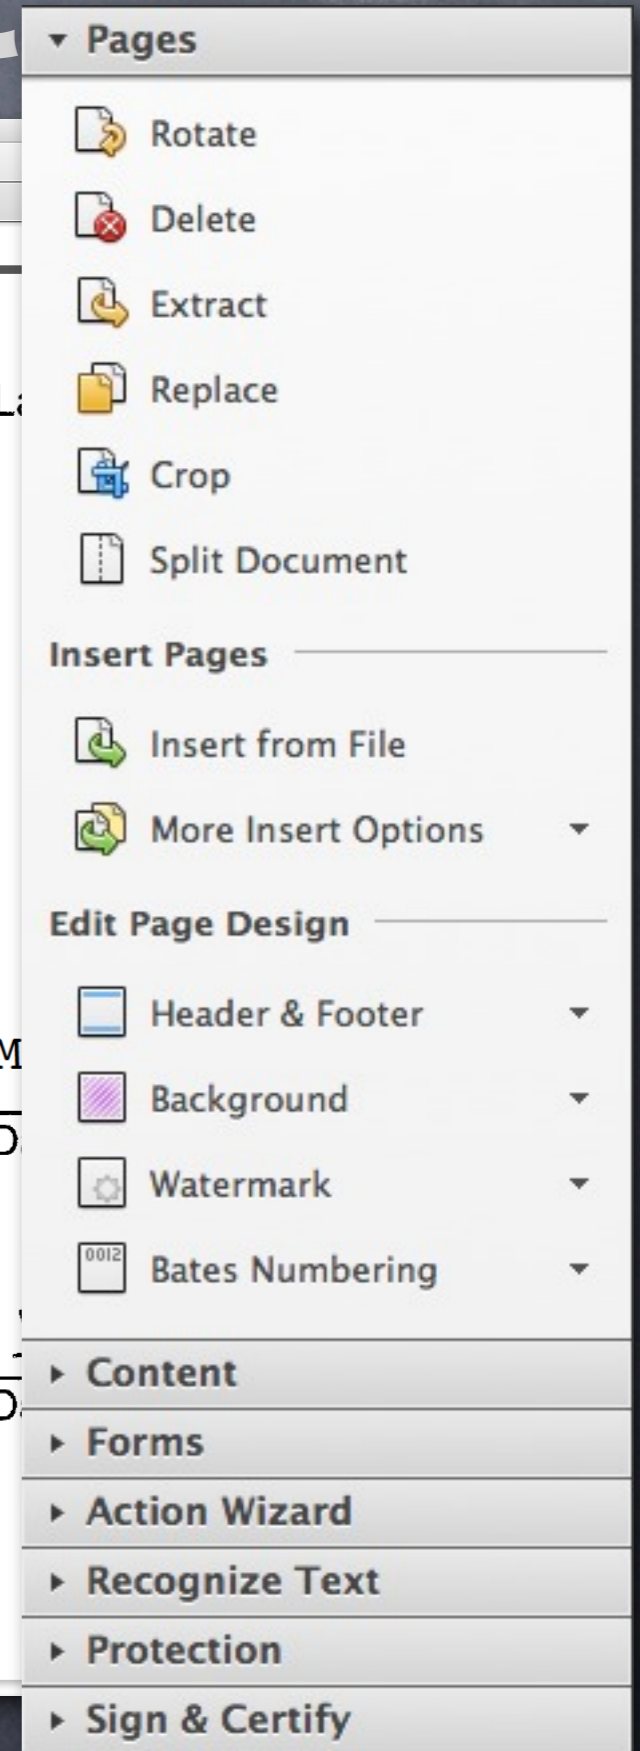 Pages
Rotate
Delete
Extract
Replace
Crop
Split Document
Insert Pages
Insert from File
More Insert Options
Edit Page Design
Header & Footer
Background
Watermark
0012
Bates Numbering
Content
Forms
Action Wizard
Recognize Text
Protection
Sign & Certify